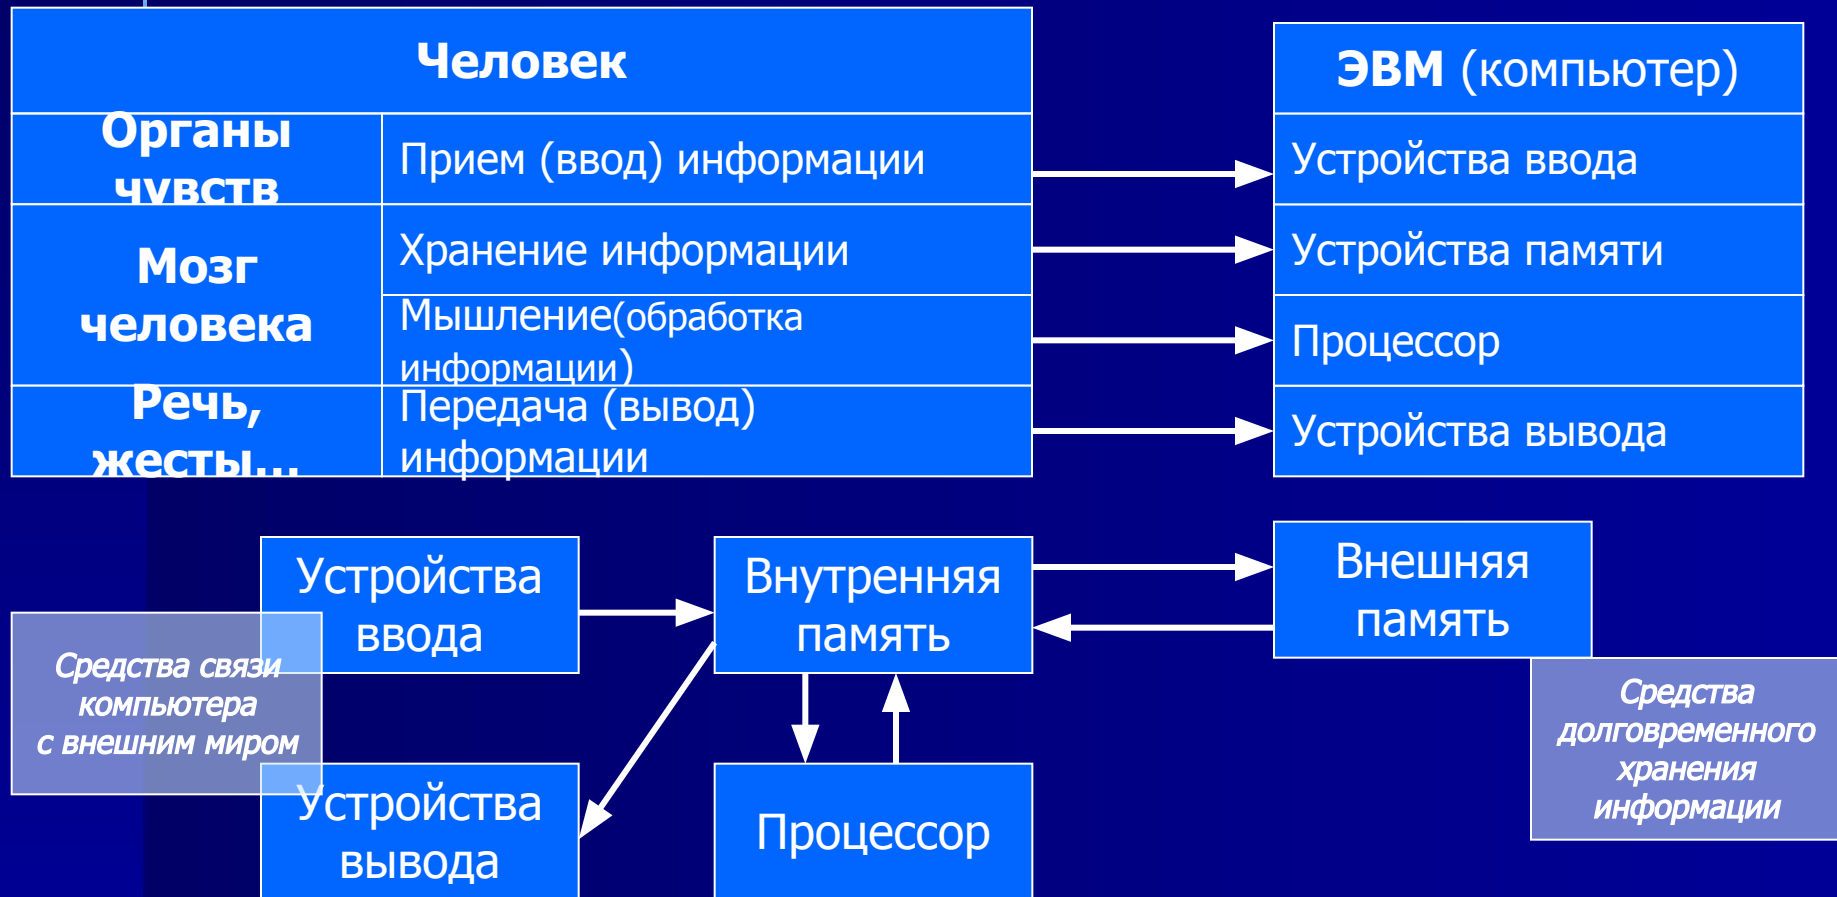 Человек
ЭВМ (компьютер)
Органы
чувств
Прием (ввод) информации
Устройства ввода
Мозг
человека
Хранение информации
Устройства памяти
Мышление(обработка
информации)
Процессор
Речь,
жесты...
Передача (вывод)
информации
Устройства вывода
Устройства
ввода
Внутренняя
память
Внешняя
память
Средства связи
компьютера
с внешним миром
Средства
долговременного
хранения
информации
Устройства
вывода
Процессор